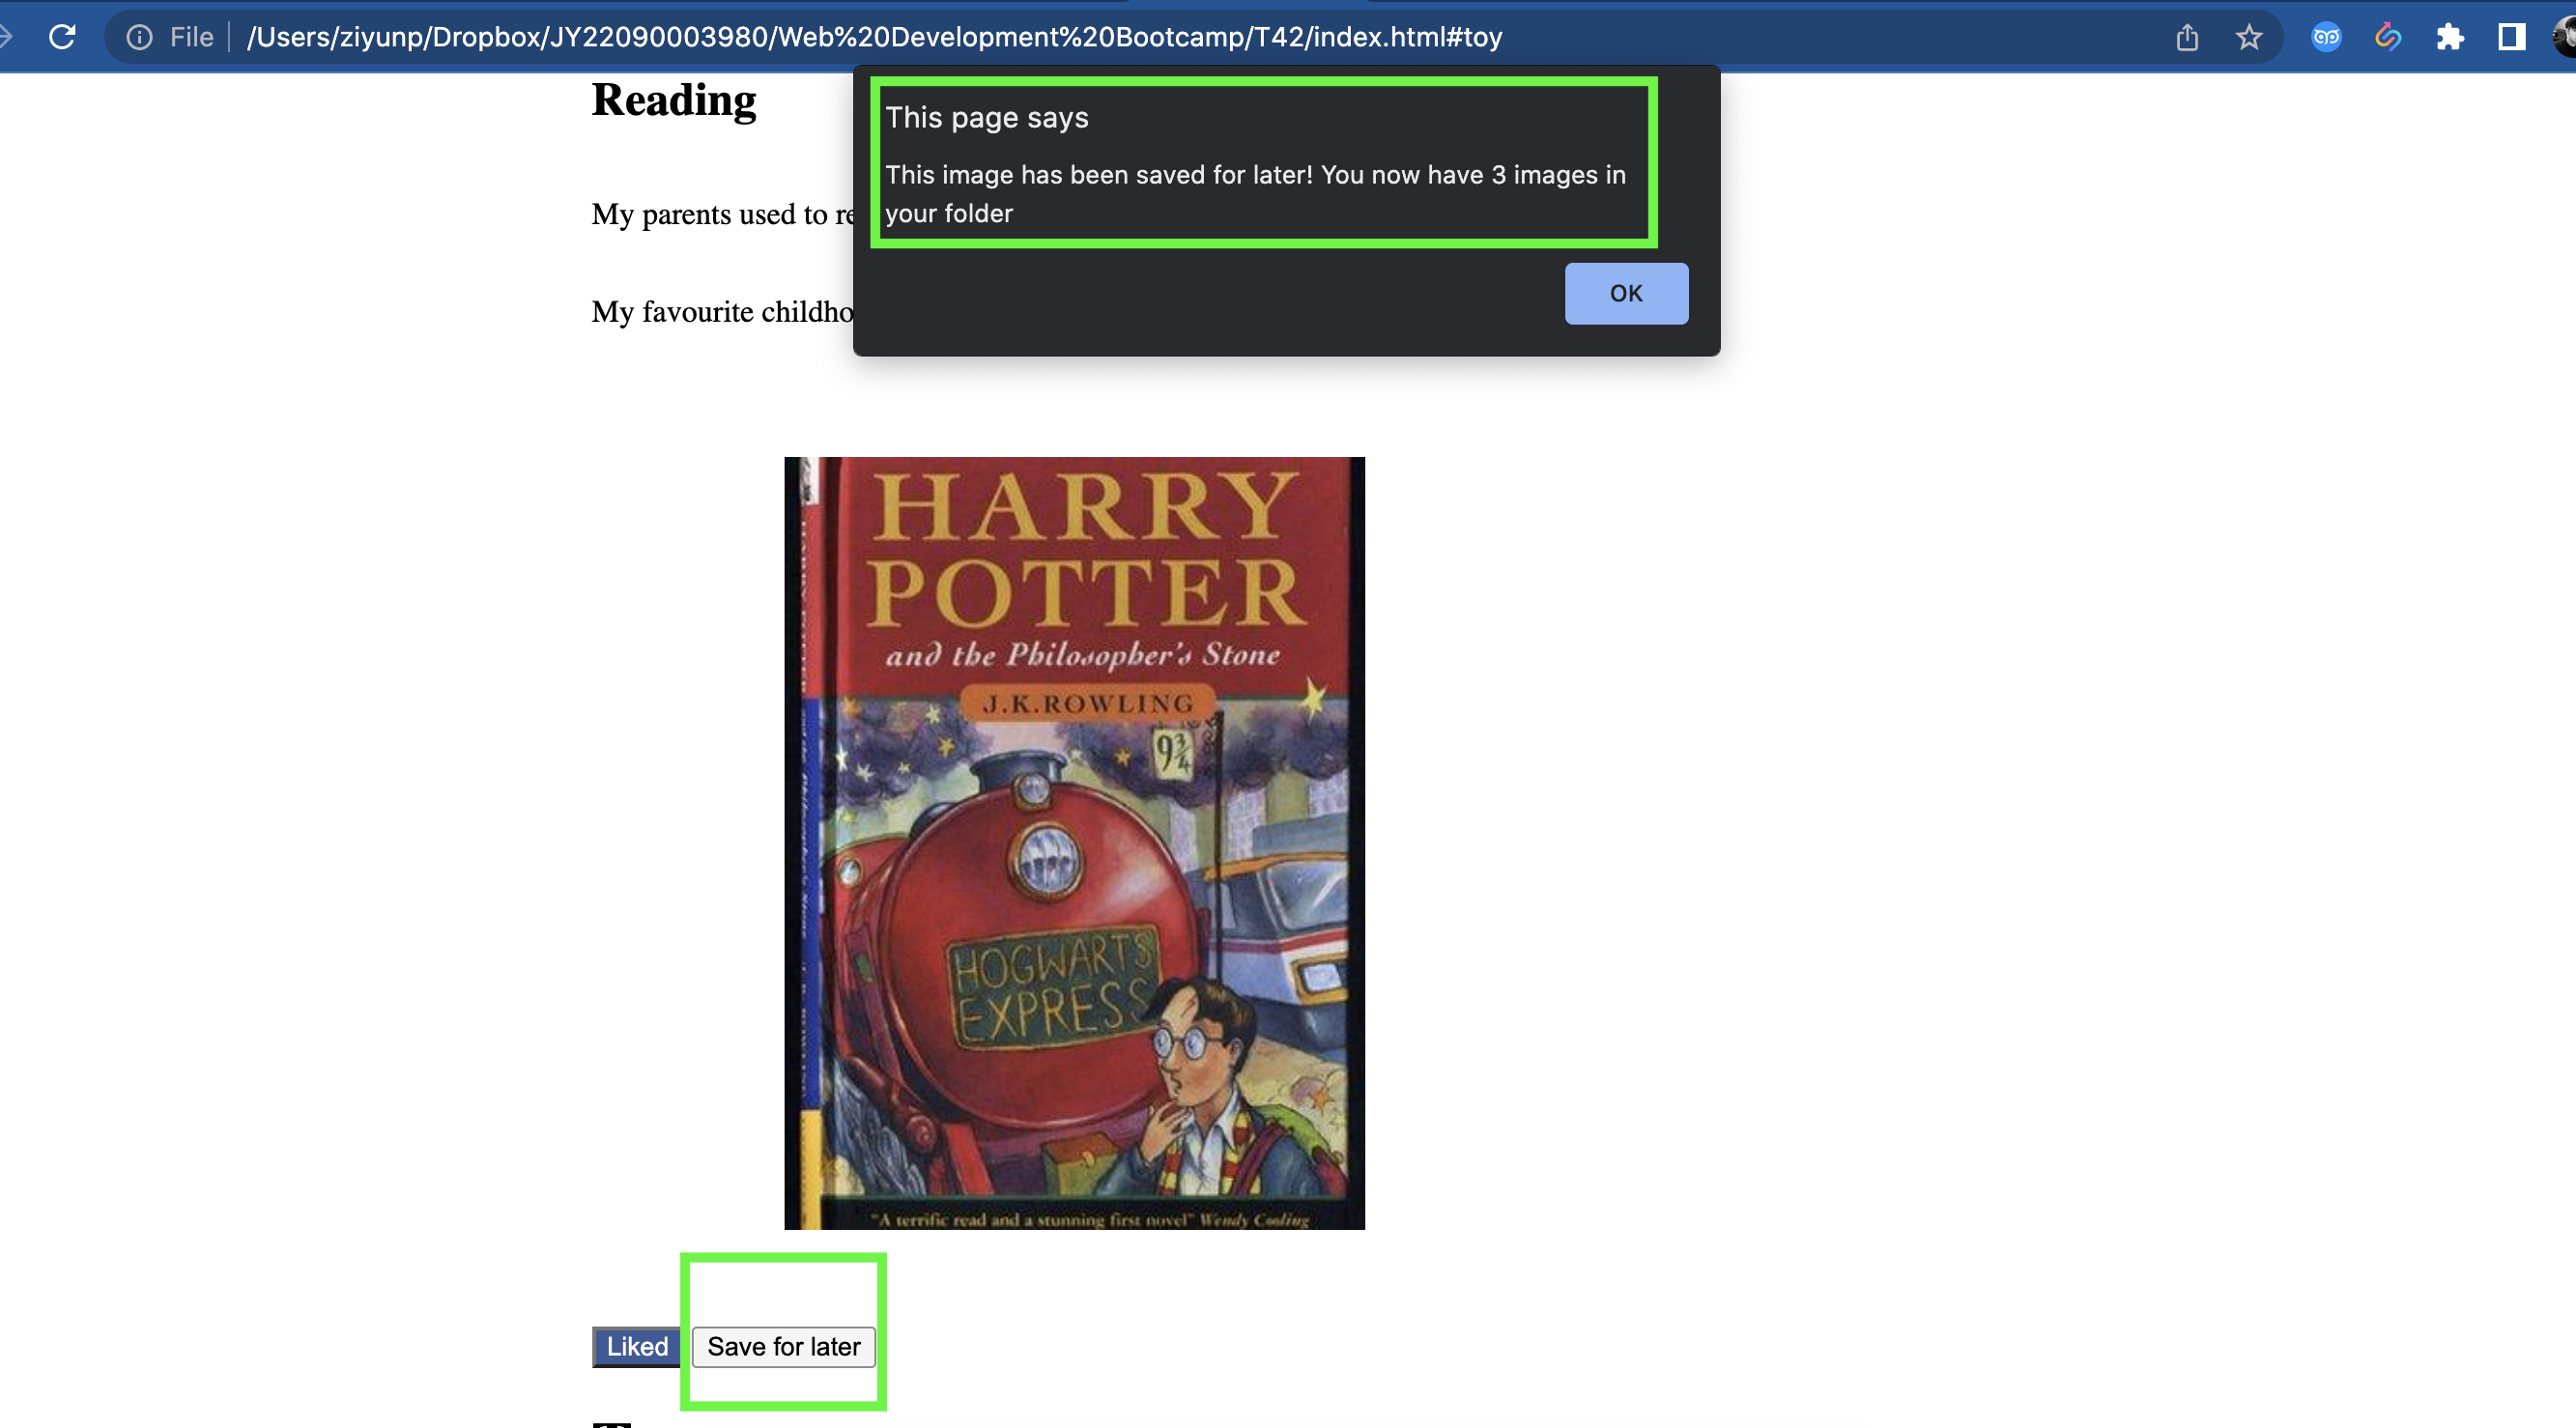 File /Users/ziyunp/Dropbox/JY22090003980/Web%20Development%20Bootcamp/T42/index.html#toy
This page says
This image has been saved for later! You now have 3 images in
your folder
OK
Reading
My parents used to re
My favourite childho
HARRY
POTTER
and the Philosopher's Stone
J.K.ROWLING
9¾
HOGWARTS
EXPRESS
"A terrific read and a stunning first novel" Wendy Cooling
Liked Save for later